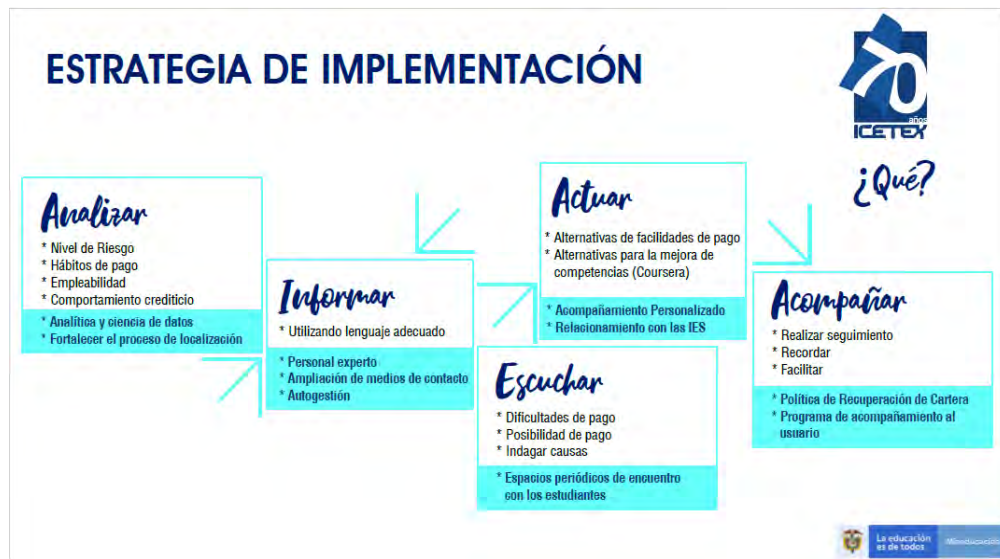 ESTRATEGIA DE IMPLEMENTACIÓN
70
años
ICETEX
¿Qué?
Analizar
* Nivel de Riesgo
* Hábitos de pago
* Empleabilidad
* Comportamiento crediticio
* Analítica y ciencia de datos
* Fortalecer el proceso de localización
Informar
* Utilizando lenguaje adecuado
* Personal experto
* Ampliación de medios de contacto
* Autogestión
Escuchar
* Dificultades de pago
* Posibilidad de pago
* Indagar causas
* Espacios periódicos de encuentro
con los estudiantes
Actuar
* Alternativas de facilidades de pago
* Alternativas para la mejora de
competencias (Coursera)
* Acompañamiento Personalizado
* Relacionamiento con las IES
Acompañar
* Realizar seguimiento
* Recordar
* Facilitar
* Política de Recuperación de Cartera
* Programa de acompañamiento al
usuario
La educación
es de todos
Mineducación